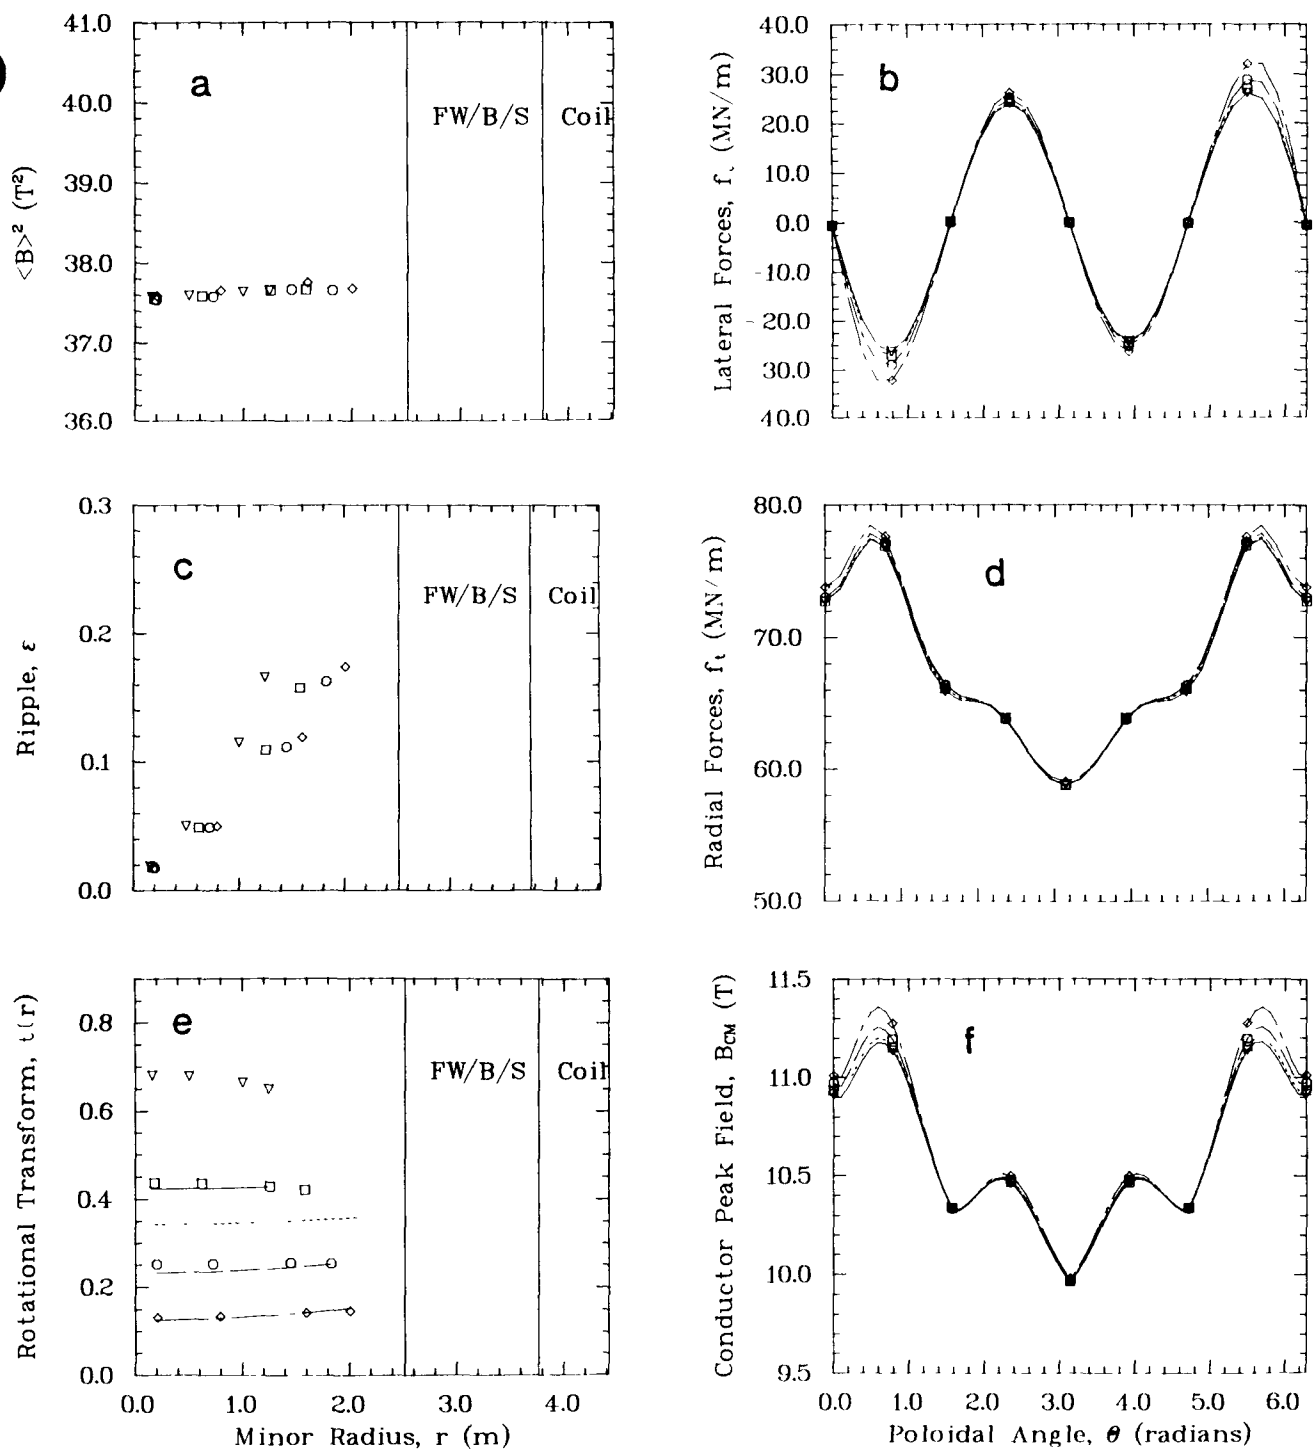 a
<B>² (T²)
41.0
40.0
39.0
38.0
37.0
36.0
FW/B/S
Coil
b
Lateral Forces, f (MN/m)
40.0
30.0
20.0
10.0
0.0
-10.0
-20.0
30.0
40.0
c
Ripple, ε
0.3
0.2
0.1
0.0
FW/B/S
Coil
d
Radial Forces, fₜ (MN/m)
80.0
70.0
60.0
50.0
e
Rotational Transform, t(r)
0.8
0.6
0.4
0.2
0.0
FW/B/S
Coil
0.0 1.0 2.0 3.0 4.0
Minor Radius, r (m)
f
Conductor Peak Field, BCM (T)
11.5
11.0
10.5
10.0
9.5
0.0 1.0 2.0 3.0 4.0 5.0 6.0
Poloidal Angle, θ (radians)